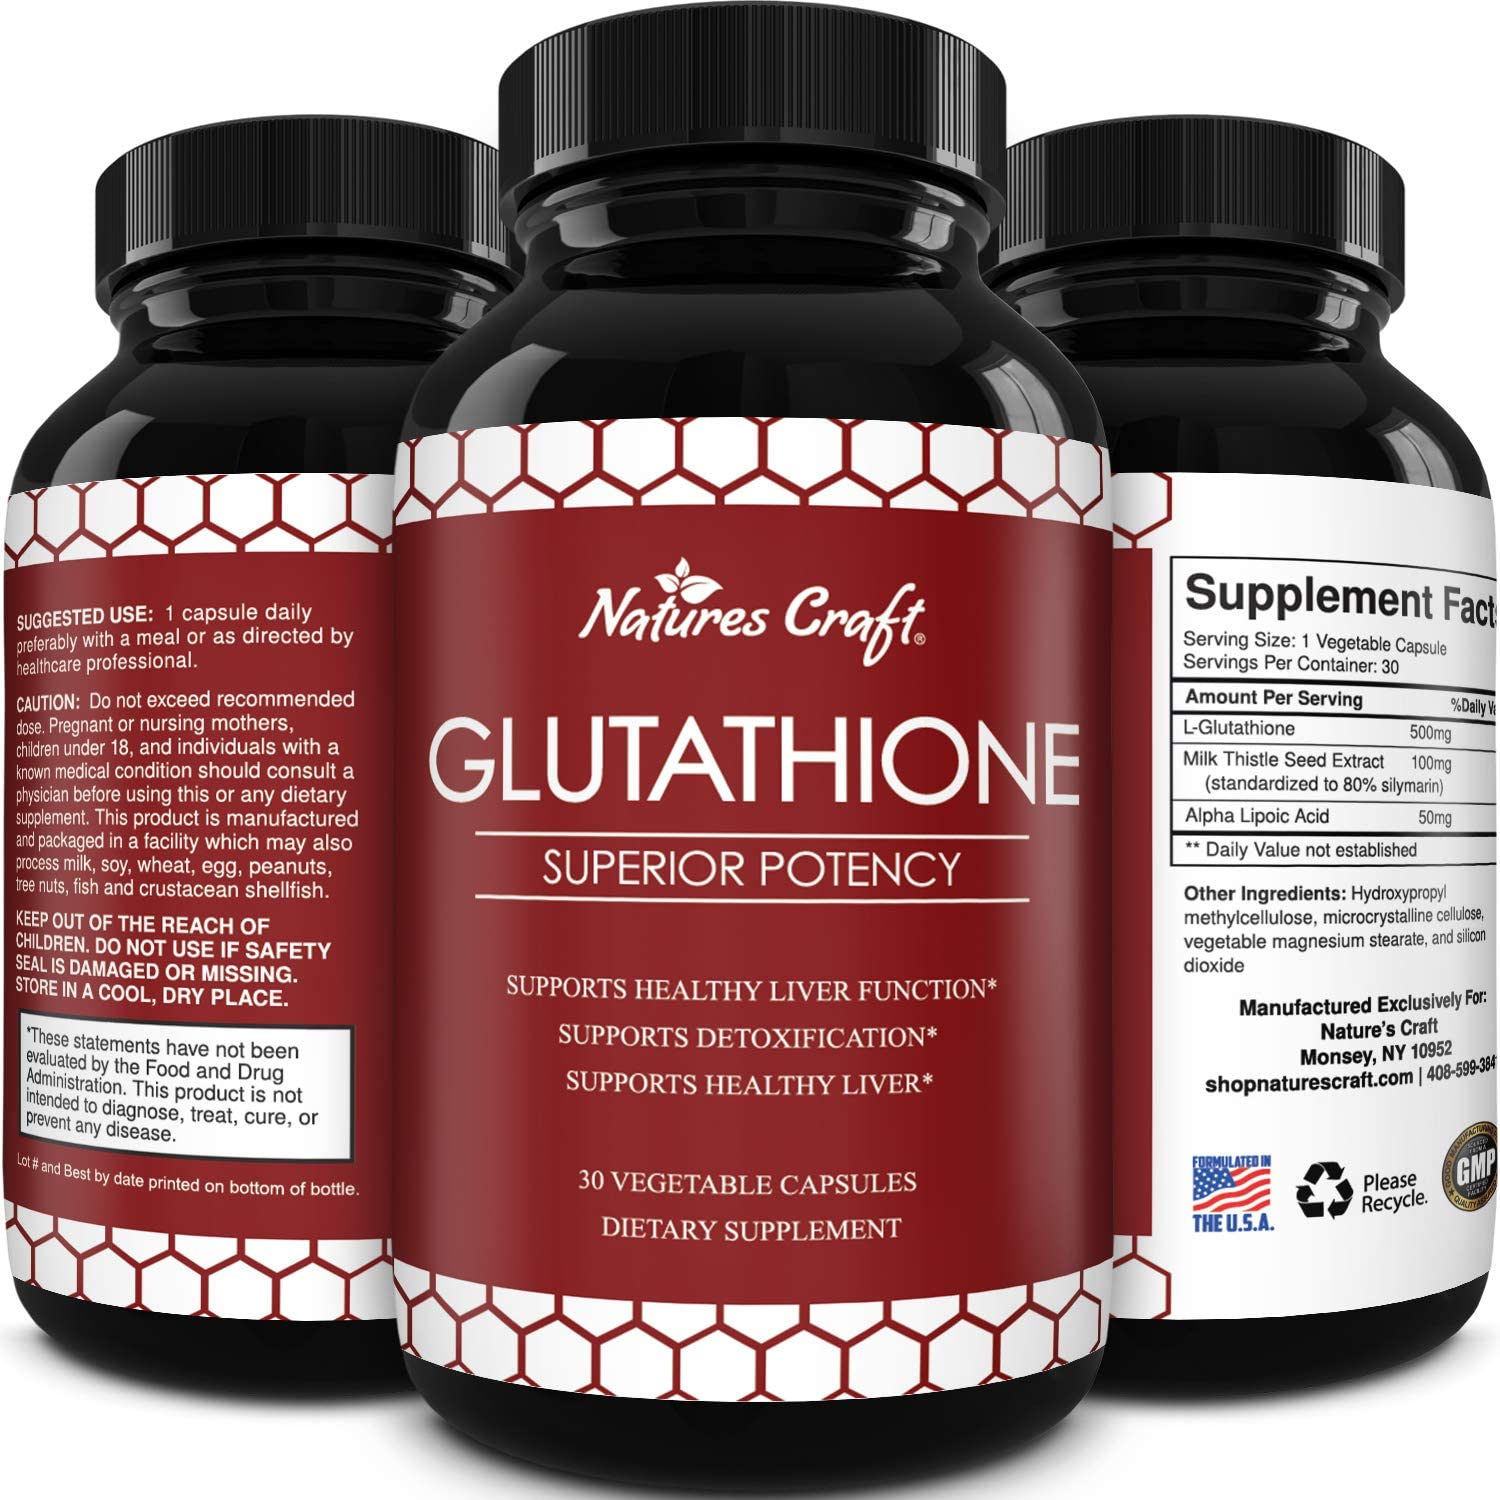 SUGGESTED USE: 1 capsule daily
preferably with a meal or as directed by
healthcare professional.
CAUTION: Do not exceed recommended
dose. Pregnant or nursing mothers,
children under 18, and individuals with a
known medical condition should consult a
physician before using this or any dietary
supplement. This product is manufactured
and packaged in a facility which may also
process milk, soy, wheat, egg, peanuts,
tree nuts, fish and crustacean shellfish.
KEEP OUT OF THE REACH OF
CHILDREN. DO NOT USE IF SAFETY
SEAL IS DAMAGED OR MISSING.
STORE IN A COOL, DRY PLACE.
*These statements have not been
evaluated by the Food and Drug
Administration. This product is not
intended to diagnose, treat, cure, or
prevent any disease.
Lot # and Best by date printed on bottom of bottle.
Natures Craft®
GLUTATHIONE
SUPERIOR POTENCY
SUPPORTS HEALTHY LIVER FUNCTION*
SUPPORTS DETOXIFICATION*
SUPPORTS HEALTHY LIVER*
30 VEGETABLE CAPSULES
DIETARY SUPPLEMENT
Supplement Facts
Serving Size: 1 Vegetable Capsule
Servings Per Container: 30
Amount Per Serving %Daily
L-Glutathione 500mg
Milk Thistle Seed Extract 100mg
(standardized to 80% silymarin)
Alpha Lipoic Acid 50mg
** Daily Value not established
Other Ingredients: Hydroxypropyl
methylcellulose, microcrystalline cellulose,
vegetable magnesium stearate, and silicon
dioxide
Manufactured Exclusively For:
Nature's Craft
Monsey, NY 10952
shopnaturescraft.com | 408-599-384
FORMULATED IN
THE U.S.A.
Please
Recycle.
GMP